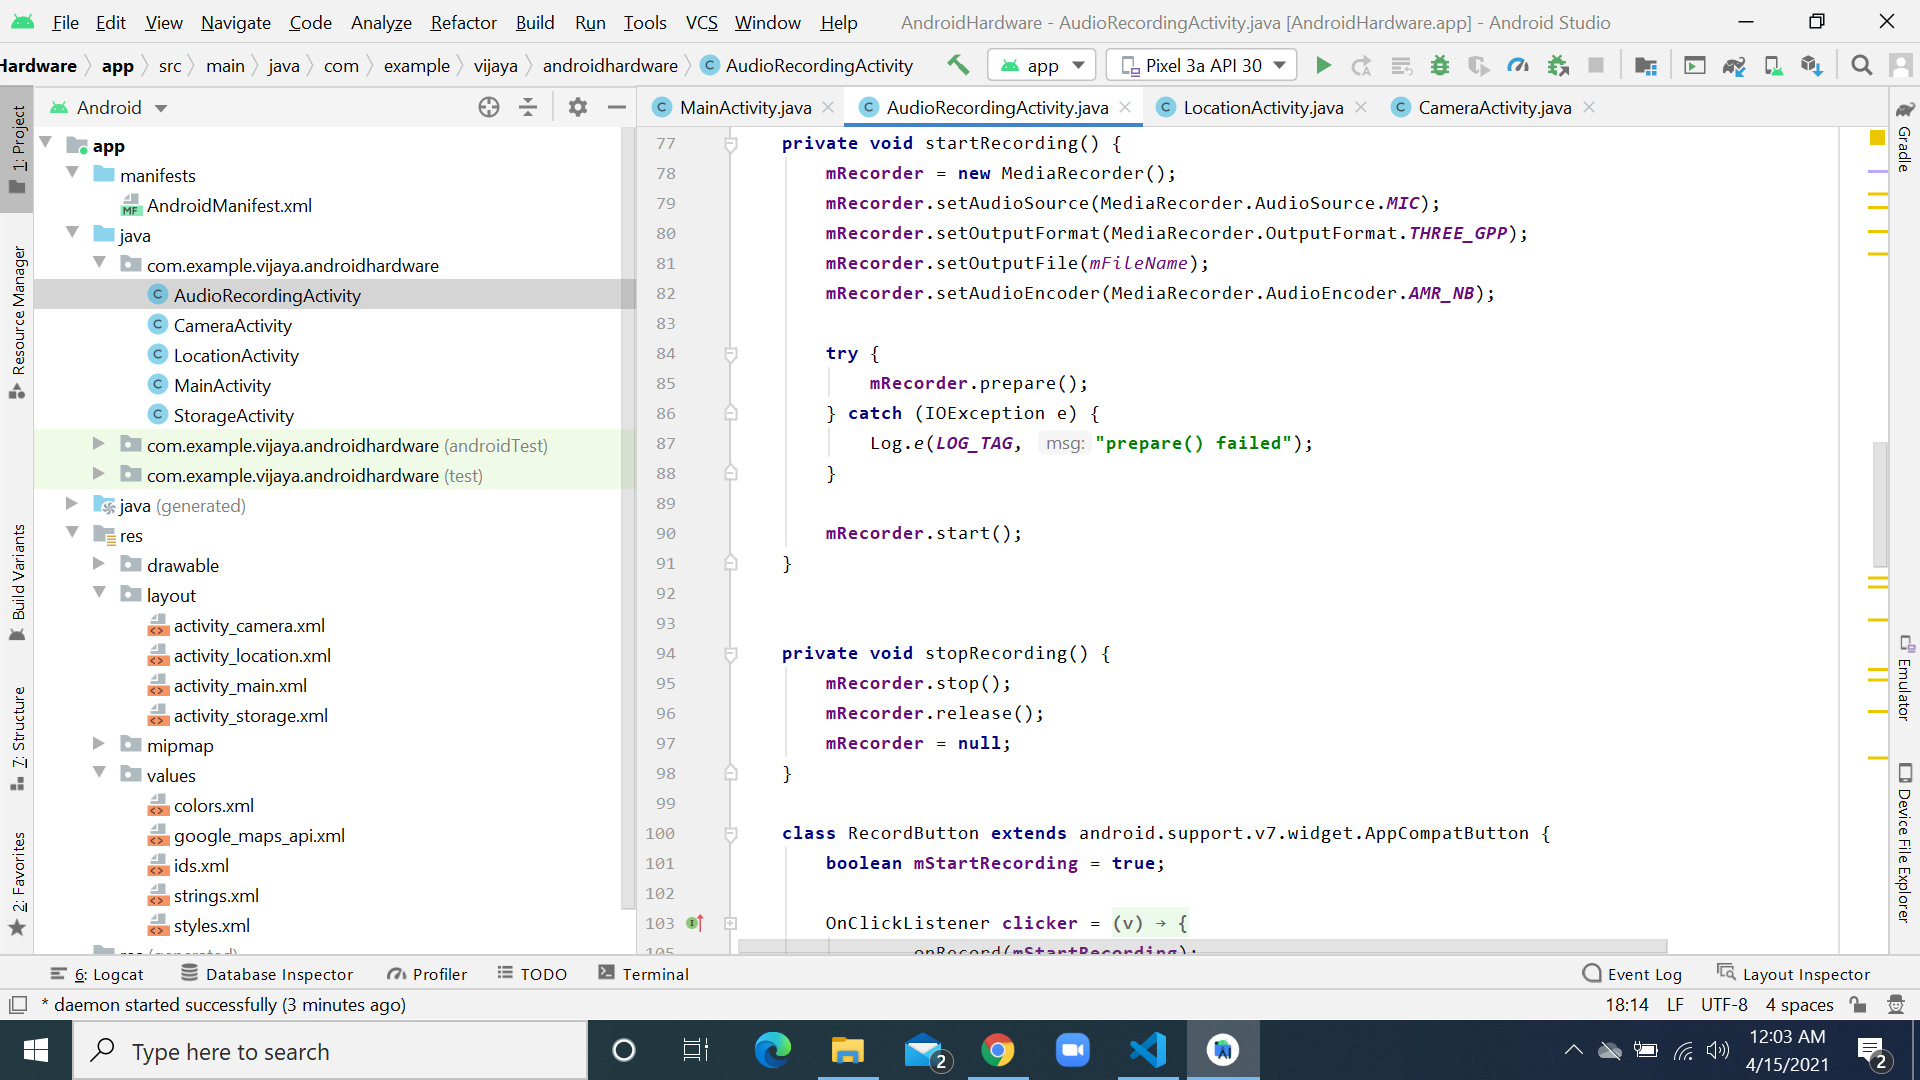 File Edit View Navigate Code Analyze Refactor Build Run Tools VCS Window Help AndroidHardware - AudioRecordingActivity.java [AndroidHardware.app] - Android Studio
Hardware app src main java com example vijaya androidhardware AudioRecordingActivity app Pixel 3a API 30
Android
MainActivity.java AudioRecordingActivity.java LocationActivity.java CameraActivity.java
1: Project
Resource Manager
Build Variants
7: Structure
2: Favorites
app
manifests
AndroidManifest.xml
java
com.example.vijaya.androidhardware
AudioRecordingActivity
CameraActivity
LocationActivity
MainActivity
StorageActivity
com.example.vijaya.androidhardware (androidTest)
com.example.vijaya.androidhardware (test)
java (generated)
res
drawable
layout
activity_camera.xml
activity_location.xml
activity_main.xml
activity_storage.xml
mipmap
values
colors.xml
google_maps_api.xml
ids.xml
strings.xml
styles.xml
res (generated)
77 private void startRecording() {
78 mRecorder = new MediaRecorder();
79 mRecorder.setAudioSource(MediaRecorder.AudioSource.MIC);
80 mRecorder.setOutputFormat(MediaRecorder.OutputFormat.THREE_GPP);
81 mRecorder.setOutputFile(mFileName);
82 mRecorder.setAudioEncoder(MediaRecorder.AudioEncoder.AMR_NB);
83
84 try {
85 mRecorder.prepare();
86 } catch (IOException e) {
87 Log.e(LOG_TAG, msg: "prepare() failed");
88 }
89
90 mRecorder.start();
91 }
92
93
94 private void stopRecording() {
95 mRecorder.stop();
96 mRecorder.release();
97 mRecorder = null;
98 }
99
100 class RecordButton extends android.support.v7.widget.AppCompatButton {
101 boolean mStartRecording = true;
102
103 OnClickListener clicker = (v) → {
105 onRecord(mStartRecording);
Gradle
Emulator
Device File Explorer
6: Logcat Database Inspector Profiler TODO Terminal Event Log Layout Inspector
* daemon started successfully (3 minutes ago) 18:14 LF UTF-8 4 spaces
Type here to search
2
12:03 AM
4/15/2021
2